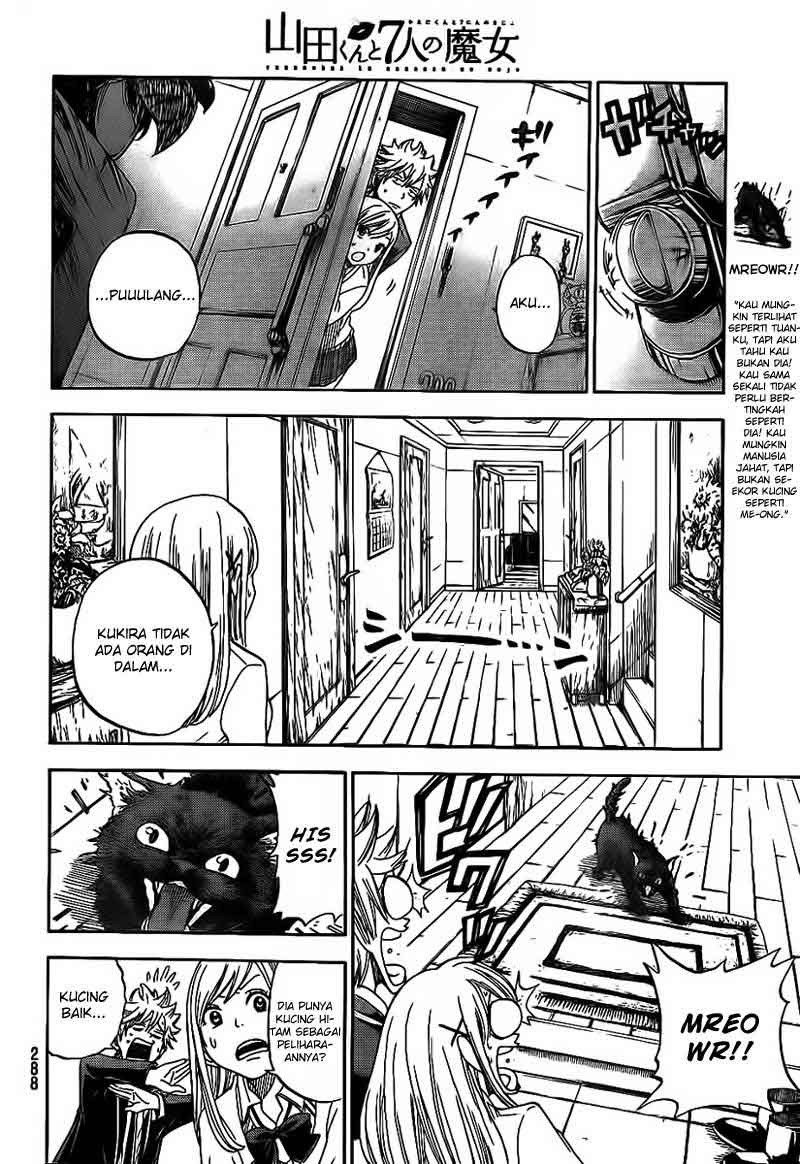 山田くんと7人の魔女
ガチャ
MREOWR!!
"KAU MUNG-
KIN TERLIHAT
SEPERTI TUAN-
KU, TAPI AKU
TAHU KAU
BUKAN DIA!
KAU SAMA
SEKALI TIDAK
PERLU BER-
TINGKAH
SEPERTI
DIA! KAU
MUNGKIN
MANUSIA
JAHAT, TAPI
BUKAN SE-
EKOR KUCING
SEPERTI
ME-ONG."
AKU...
...PUUULANG...
KUKIRA TIDAK
ADA ORANG DI
DALAM...
MREO
WR!!
HIS
SSS!
DIA PUNYA
KUCING HI-
TAM SEBAGAI
PELIHARA-
ANNYA?
KUCING
BAIK...
288